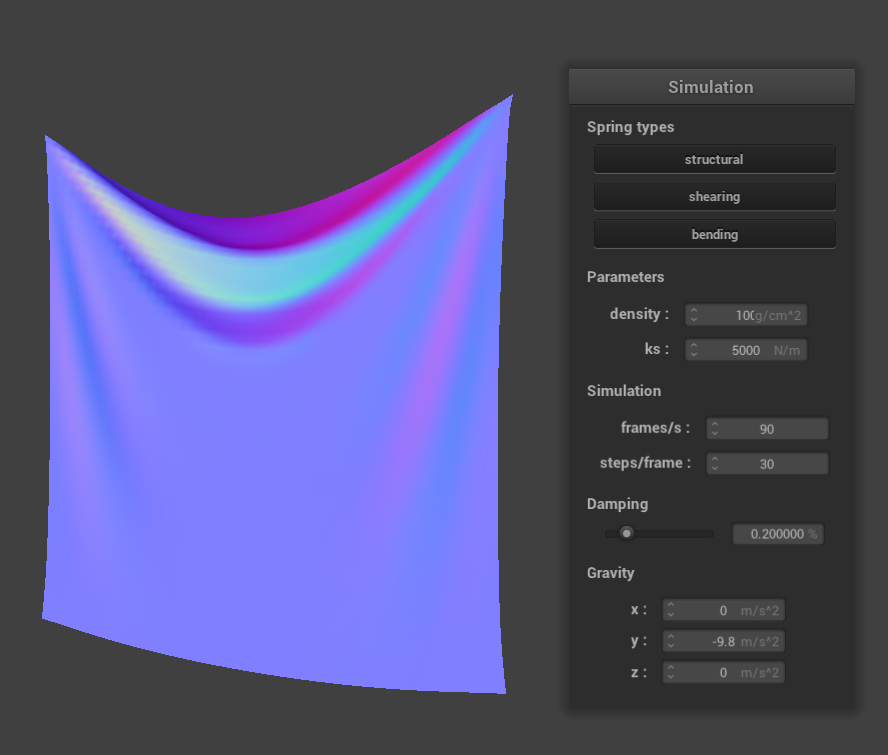 Simulation
Spring types
structural
shearing
bending
Parameters
density : 100 g/cm^2
ks : 5000 N/m
Simulation
frames/s : 90
steps/frame : 30
Damping
0.200000 %
Gravity
x : 0 m/s^2
y : -9.8 m/s^2
z : 0 m/s^2